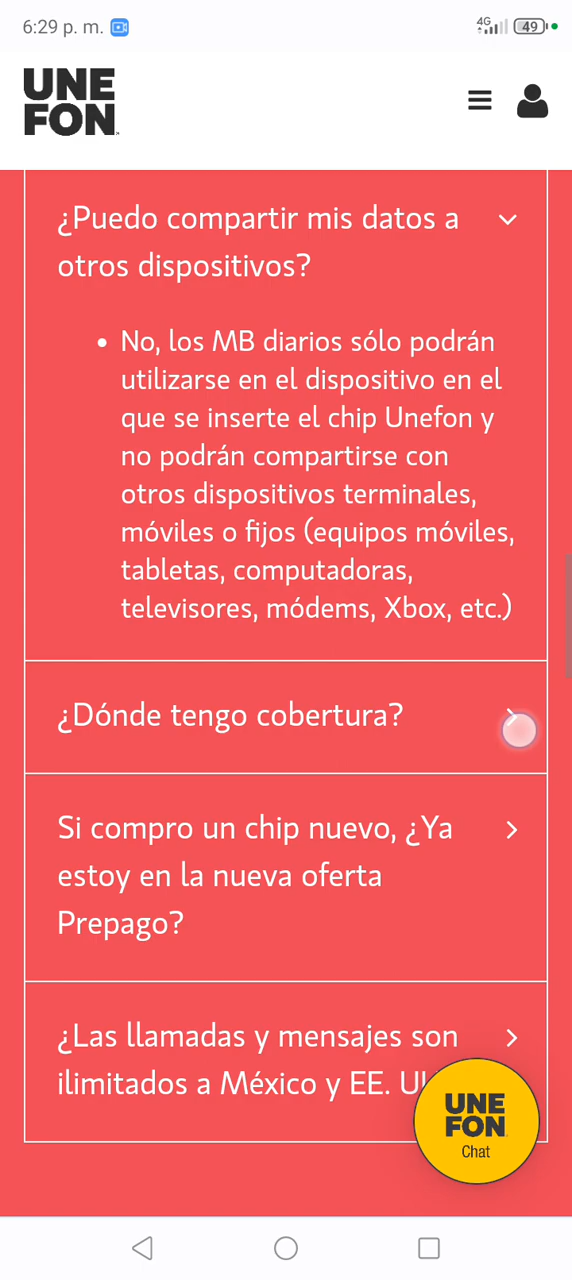 6:29 p. m.
4G
49
UNE
FON
¿Puedo compartir mis datos a
otros dispositivos?
• No, los MB diarios sólo podrán
utilizarse en el dispositivo en el
que se inserte el chip Unefon y
no podrán compartirse con
otros dispositivos terminales,
móviles o fijos (equipos móviles,
tabletas, computadoras,
televisores, módems, Xbox, etc.)
¿Dónde tengo cobertura?
Si compro un chip nuevo, ¿Ya
estoy en la nueva oferta
Prepago?
¿Las llamadas y mensajes son
ilimitados a México y EE.
UNE
FON
Chat